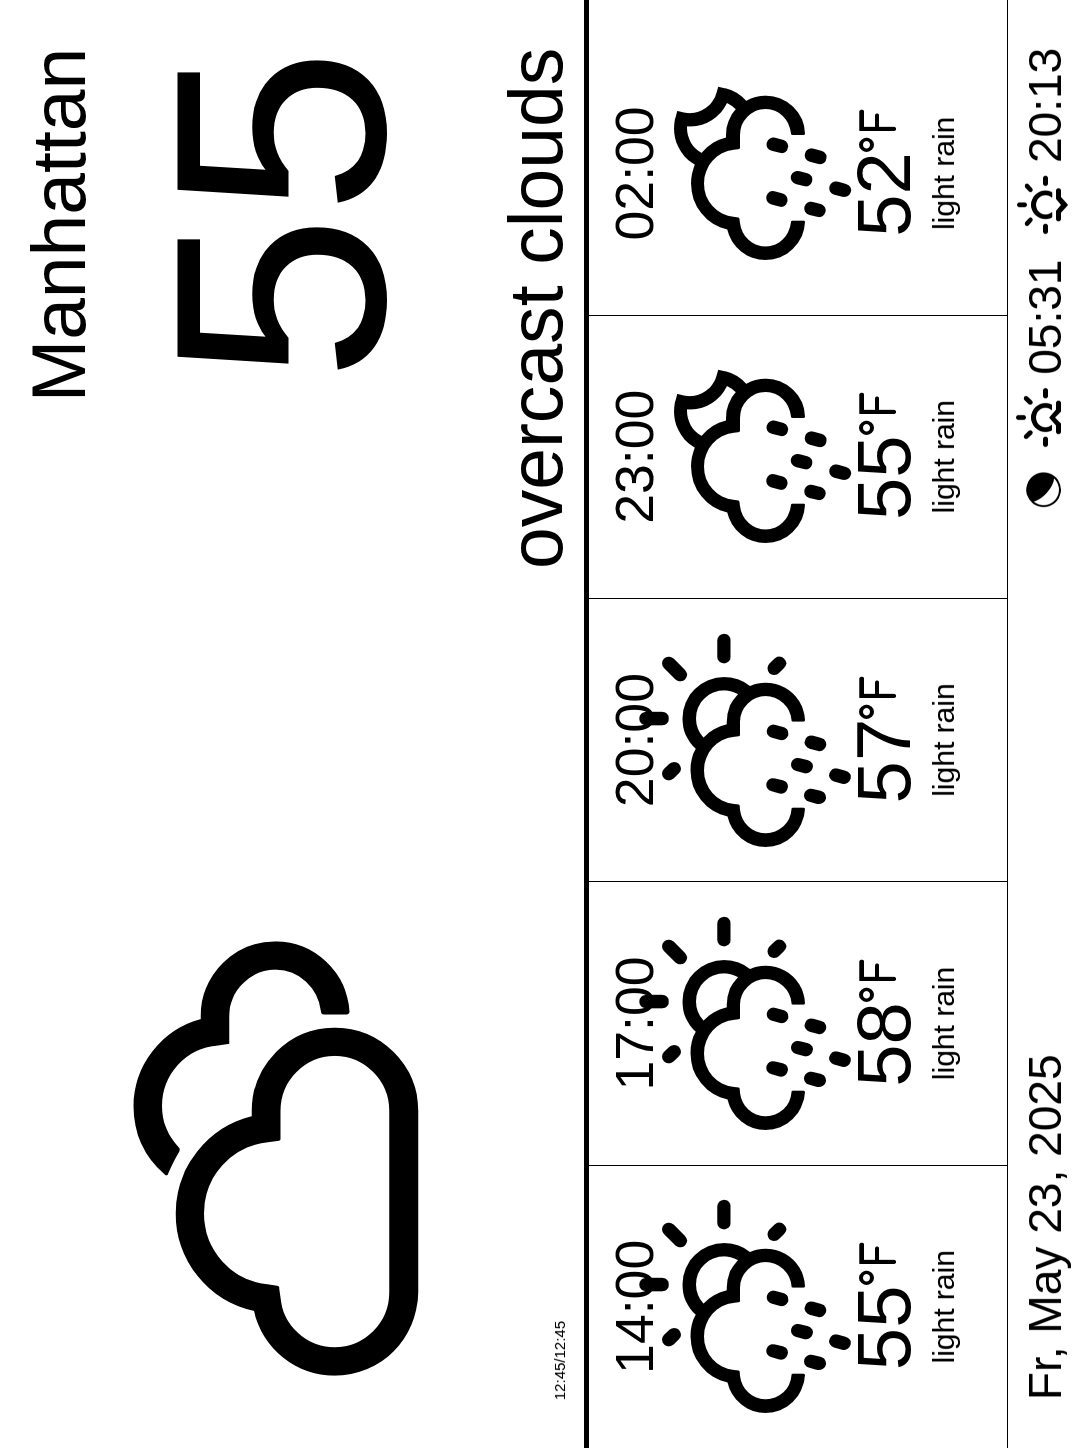 Manhattan
55
overcast clouds
12:45/12:45
14:00 17:00 20:00 23:00 02:00
55°F 58°F 57°F 55°F 52°F
light rain light rain light rain light rain light rain
Fr, May 23, 2025 05:31 20:13